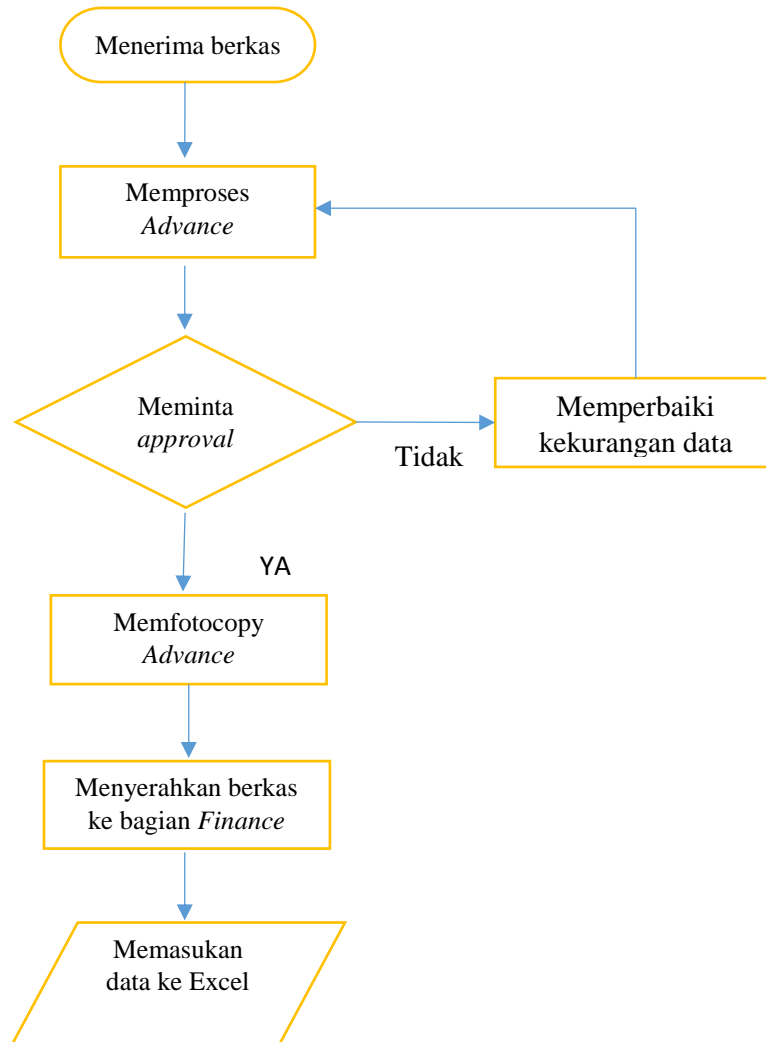 Menerima berkas
Memproses
Advance
Meminta
approval
Tidak
Memperbaiki
kekurangan data
YA
Memfotocopy
Advance
Menyerahkan berkas
ke bagian Finance
Memasukan
data ke Excel